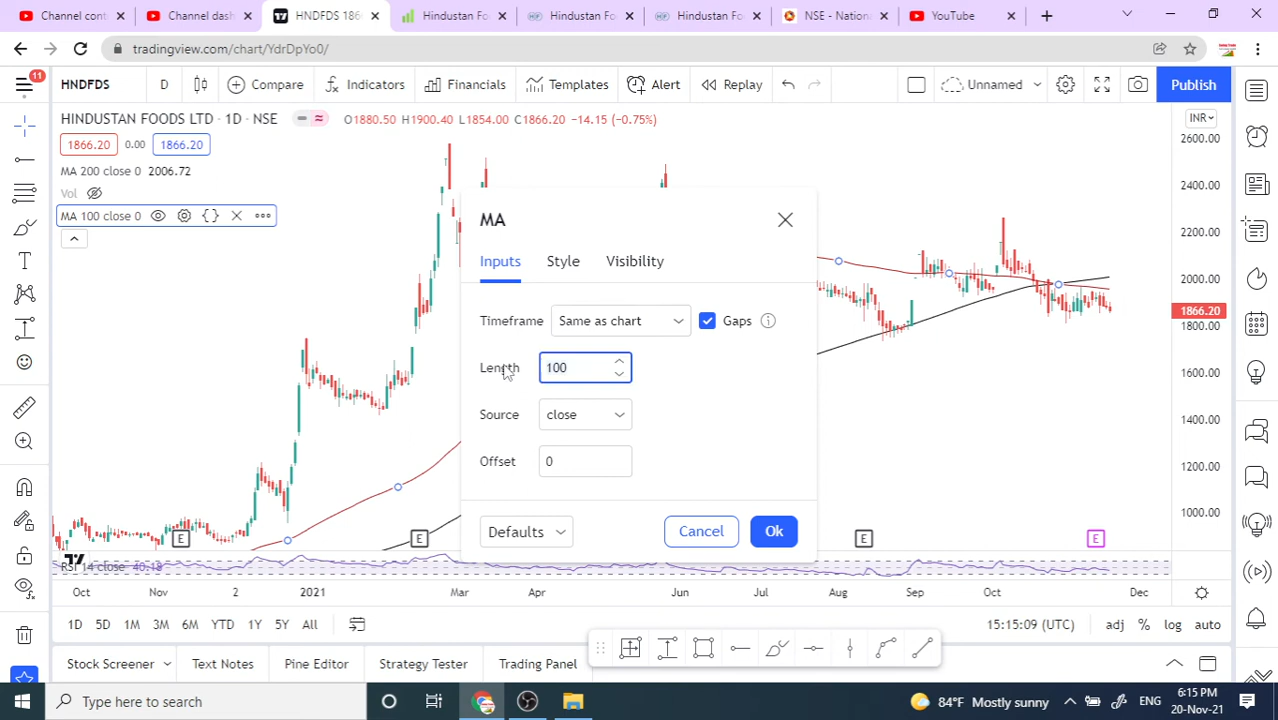 Channel cont
Channel dash
HNDFDS 186
Hindustan Fo
Hindustan Fo
Hindustan Fo
NSE - Nation
YouTube
tradingview.com/chart/YdrDpYo0/
11
HNDFDS
D
Compare
Indicators
Financials
Templates
Alert
Replay
Unnamed
Publish
HINDUSTAN FOODS LTD · 1D · NSE
O1880.50 H1900.40 L1854.00 C1866.20 −14.15 (−0.75%)
INR
1866.20
0.00
1866.20
MA 200 close 0 2006.72
Vol
MA 100 close 0
2600.00
2400.00
2200.00
2000.00
1866.20
1800.00
1600.00
1400.00
1200.00
1000.00
MA
Inputs
Style
Visibility
Timeframe
Same as chart
Gaps
Length
100
Source
close
Offset
0
Defaults
Cancel
Ok
E
E
E
E
RSI 14 close 40.18
Oct
Nov
2
2021
Mar
Apr
Jun
Jul
Aug
Sep
Oct
Dec
1D
5D
1M
3M
6M
YTD
1Y
5Y
All
15:15:09 (UTC)
adj
%
log
auto
Stock Screener
Text Notes
Pine Editor
Strategy Tester
Trading Panel
Type here to search
84°F Mostly sunny
ENG
6:15 PM
20-Nov-21